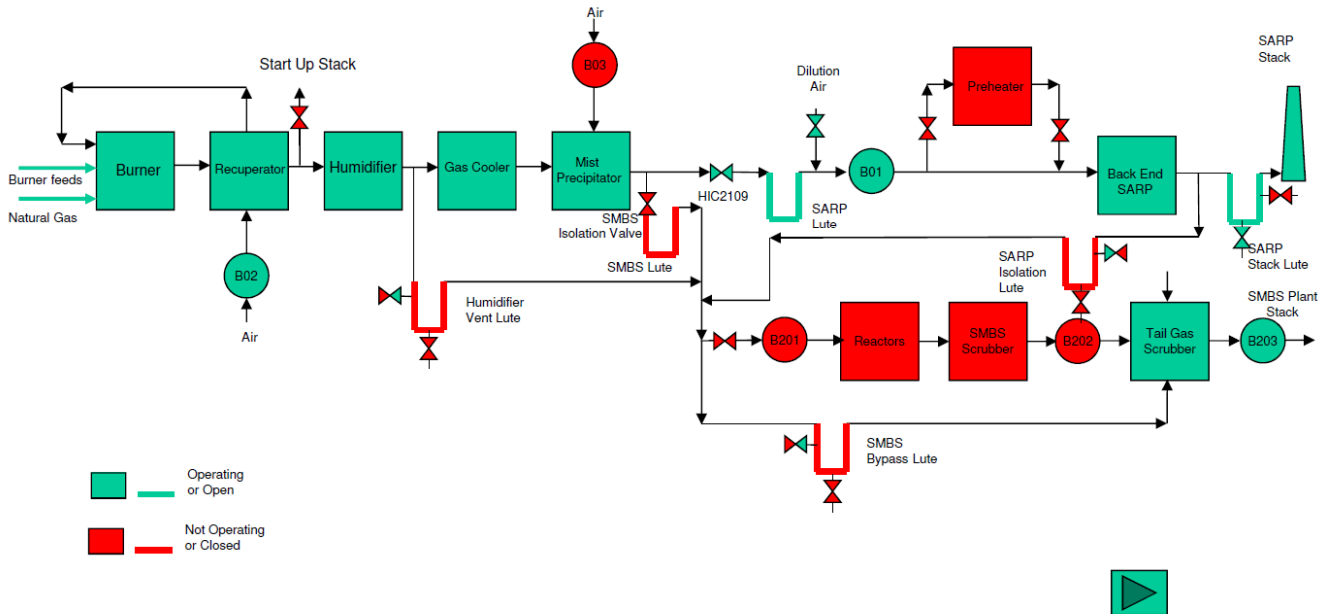 Air
SARP
Stack
B03
Start Up Stack
Dilution
Air
Preheater
Burner
Recuperator
Humidifier
Gas Cooler
Mist
Precipitator
Burner feeds
Natural Gas
HIC2109
B01
Back End
SARP
SARP
Lute
SMBS
Isolation Valve
SMBS Lute
B02
Air
Humidifier
Vent Lute
SARP
Isolation
Lute
SARP
Stack Lute
SMBS Plant
Stack
B201
Reactors
SMBS
Scrubber
B202
Tail Gas
Scrubber
B203
SMBS
Bypass Lute
Operating
or Open
Not Operating
or Closed